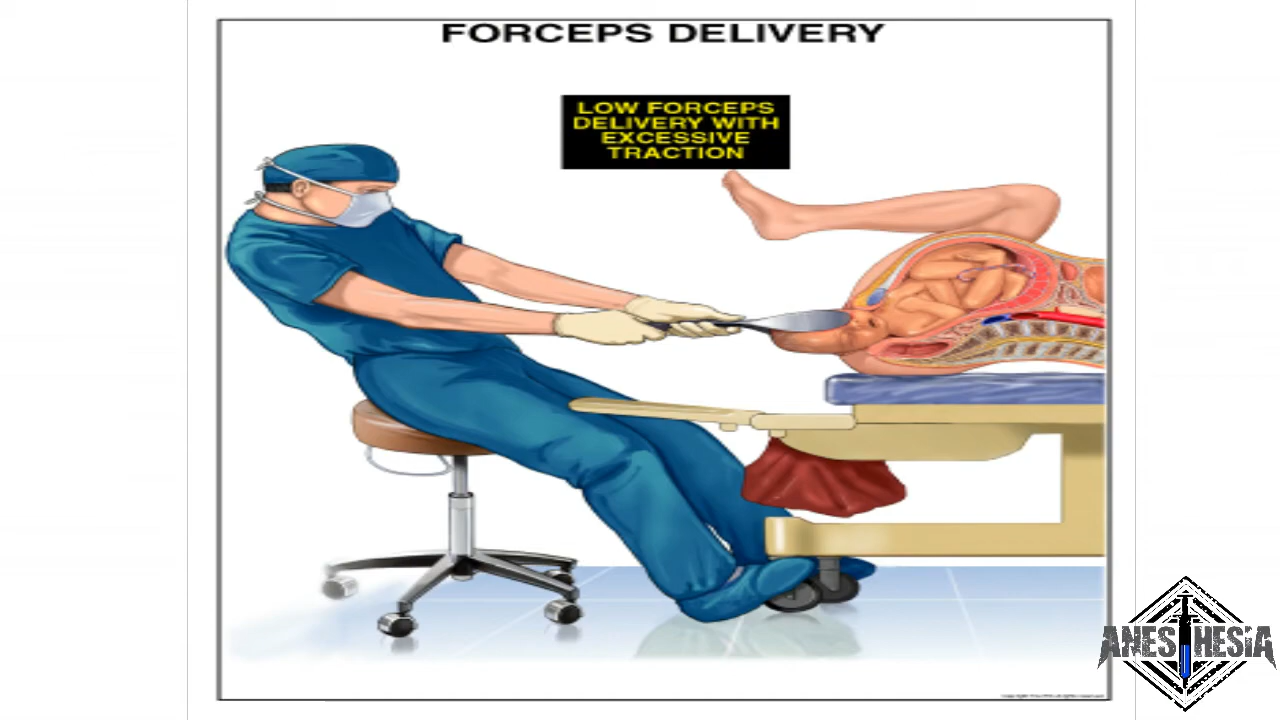 FORCEPS DELIVERY
LOW FORCEPS
DELIVERY WITH
EXCESSIVE
TRACTION
ANESTHESIA